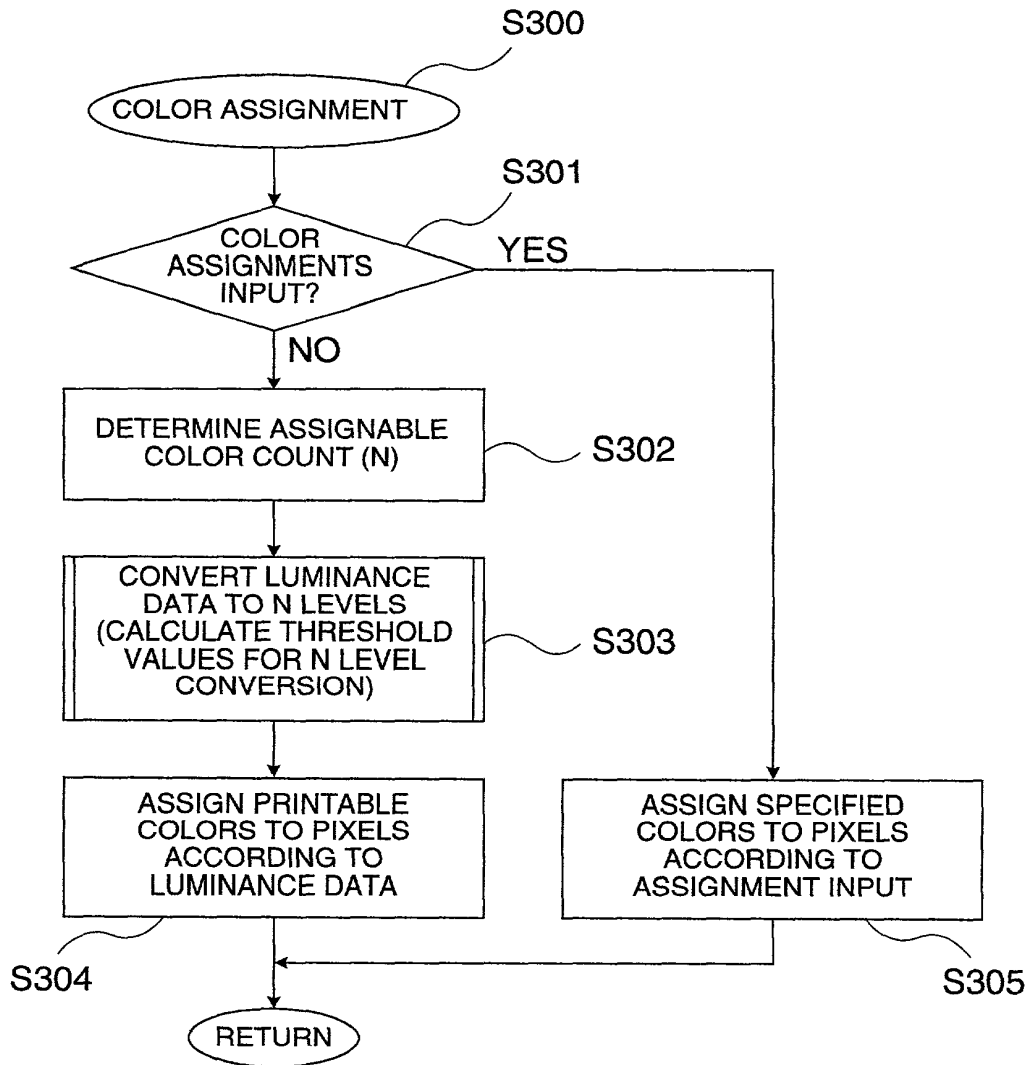 S300
COLOR ASSIGNMENT
S301
COLOR
ASSIGNMENTS
INPUT?
YES
NO
DETERMINE ASSIGNABLE
COLOR COUNT (N)
S302
CONVERT LUMINANCE
DATA TO N LEVELS
(CALCULATE THRESHOLD
VALUES FOR N LEVEL
CONVERSION)
S303
ASSIGN PRINTABLE
COLORS TO PIXELS
ACCORDING TO
LUMINANCE DATA
S304
ASSIGN SPECIFIED
COLORS TO PIXELS
ACCORDING TO
ASSIGNMENT INPUT
S305
RETURN